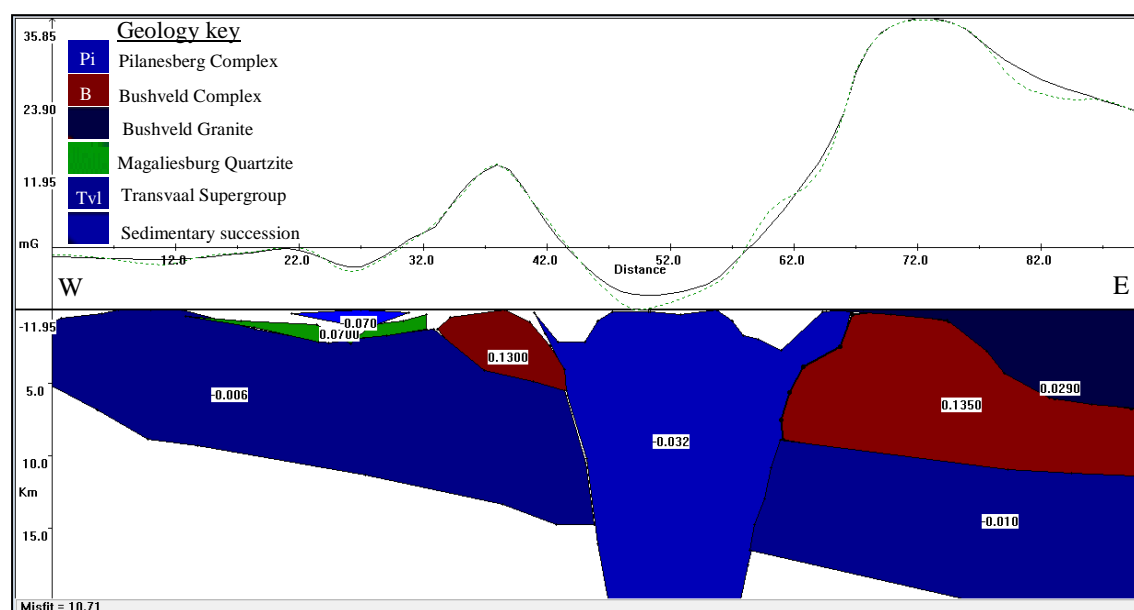 35.85
23.90
11.95
mG
-11.95
Geology key
Pi Pilanesberg Complex
B Bushveld Complex
Bushveld Granite
Magaliesburg Quartzite
Tvl Transvaal Supergroup
Sedimentary succession
12.0 22.0 32.0 42.0 52.0 62.0 72.0 82.0
Distance
W E
-0.070
0.0700
0.1300
-0.006
-0.032
0.1350
0.0290
-0.010
5.0
10.0
Km
15.0
Misfit = 10.71